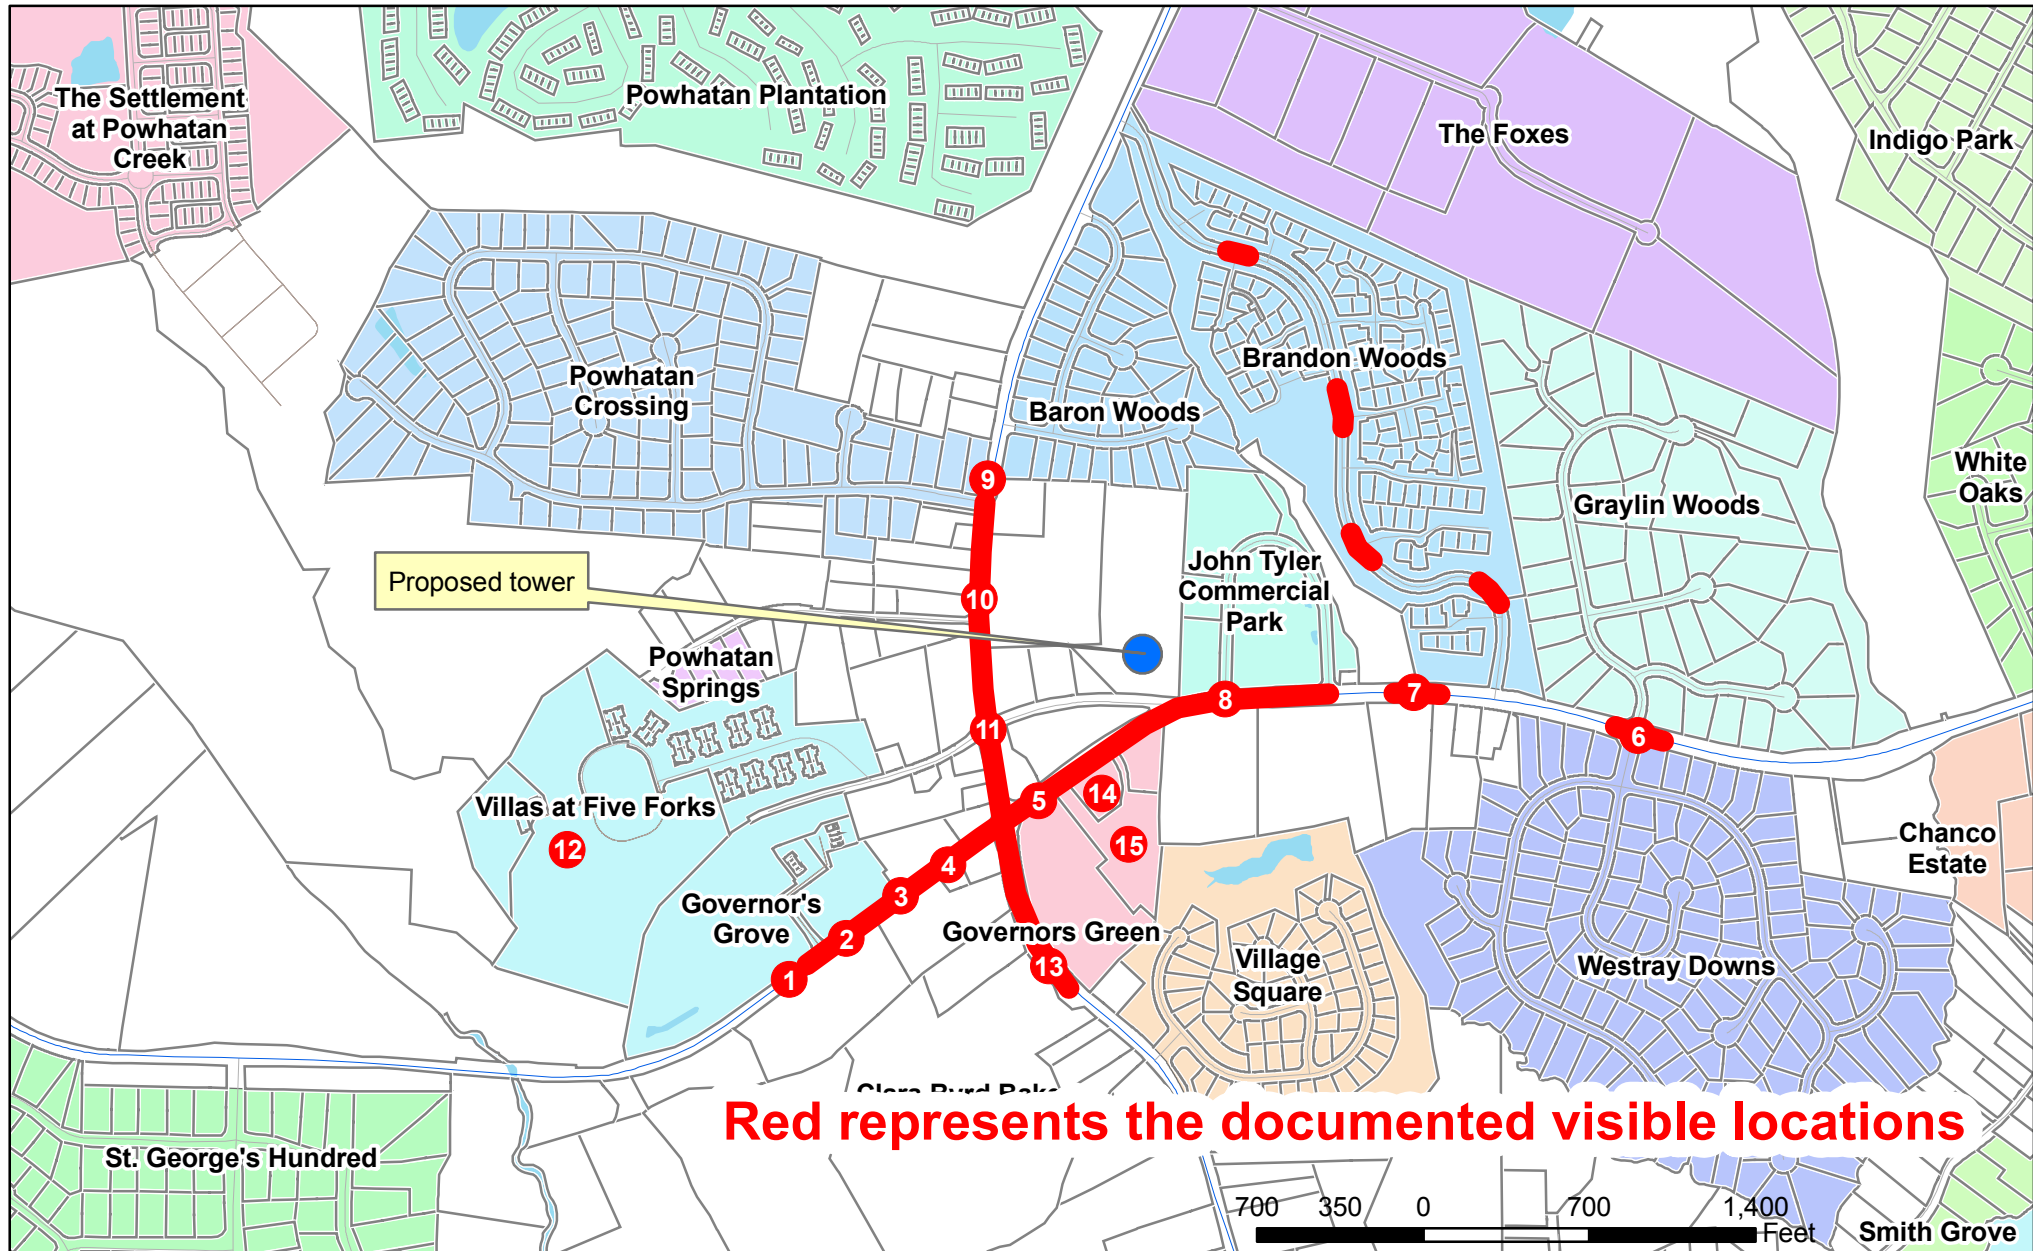 The Settlement
at Powhatan
Creek
Powhatan Plantation
The Foxes
Indigo Park
Powhatan
Crossing
Brandon Woods
Baron Woods
White
Oaks
Graylin Woods
9
John Tyler
Commercial
Park
Proposed tower
10
Powhatan
Springs
8
7
6
11
5
14
Villas at Five Forks
12
15
4
3
Chanco
Estate
Governor's
Grove
2
1
Governors Green
13
Village
Square
Westray Downs
Clara Byrd Bake
Red represents the documented visible locations
St. George's Hundred
700 350 0 700 1,400
Feet
Smith Grove